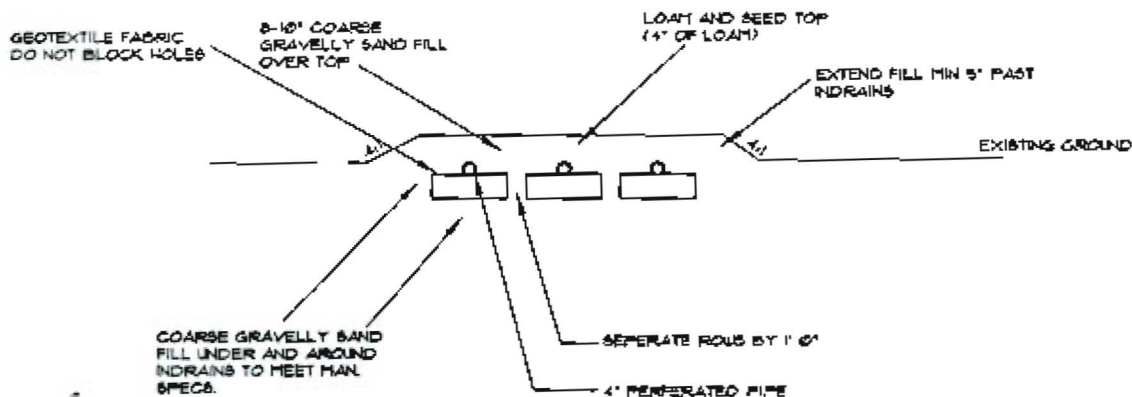 GEOTEXTILE FABRIC
DO NOT BLOCK HOLES
8-10" COARSE
GRAVELLY SAND FILL
OVER TOP
LOAM AND SEED TOP
(4" OF LOAM)
EXTEND FILL MIN 5' PAST
INDRAINS
4:1
4:1
EXISTING GROUND
COARSE GRAVELLY SAND
FILL UNDER AND AROUND
INDRAINS TO MEET MAN.
SPECS.
SEPERATE ROWS BY 1' 0"
4" PERFORATED PIPE